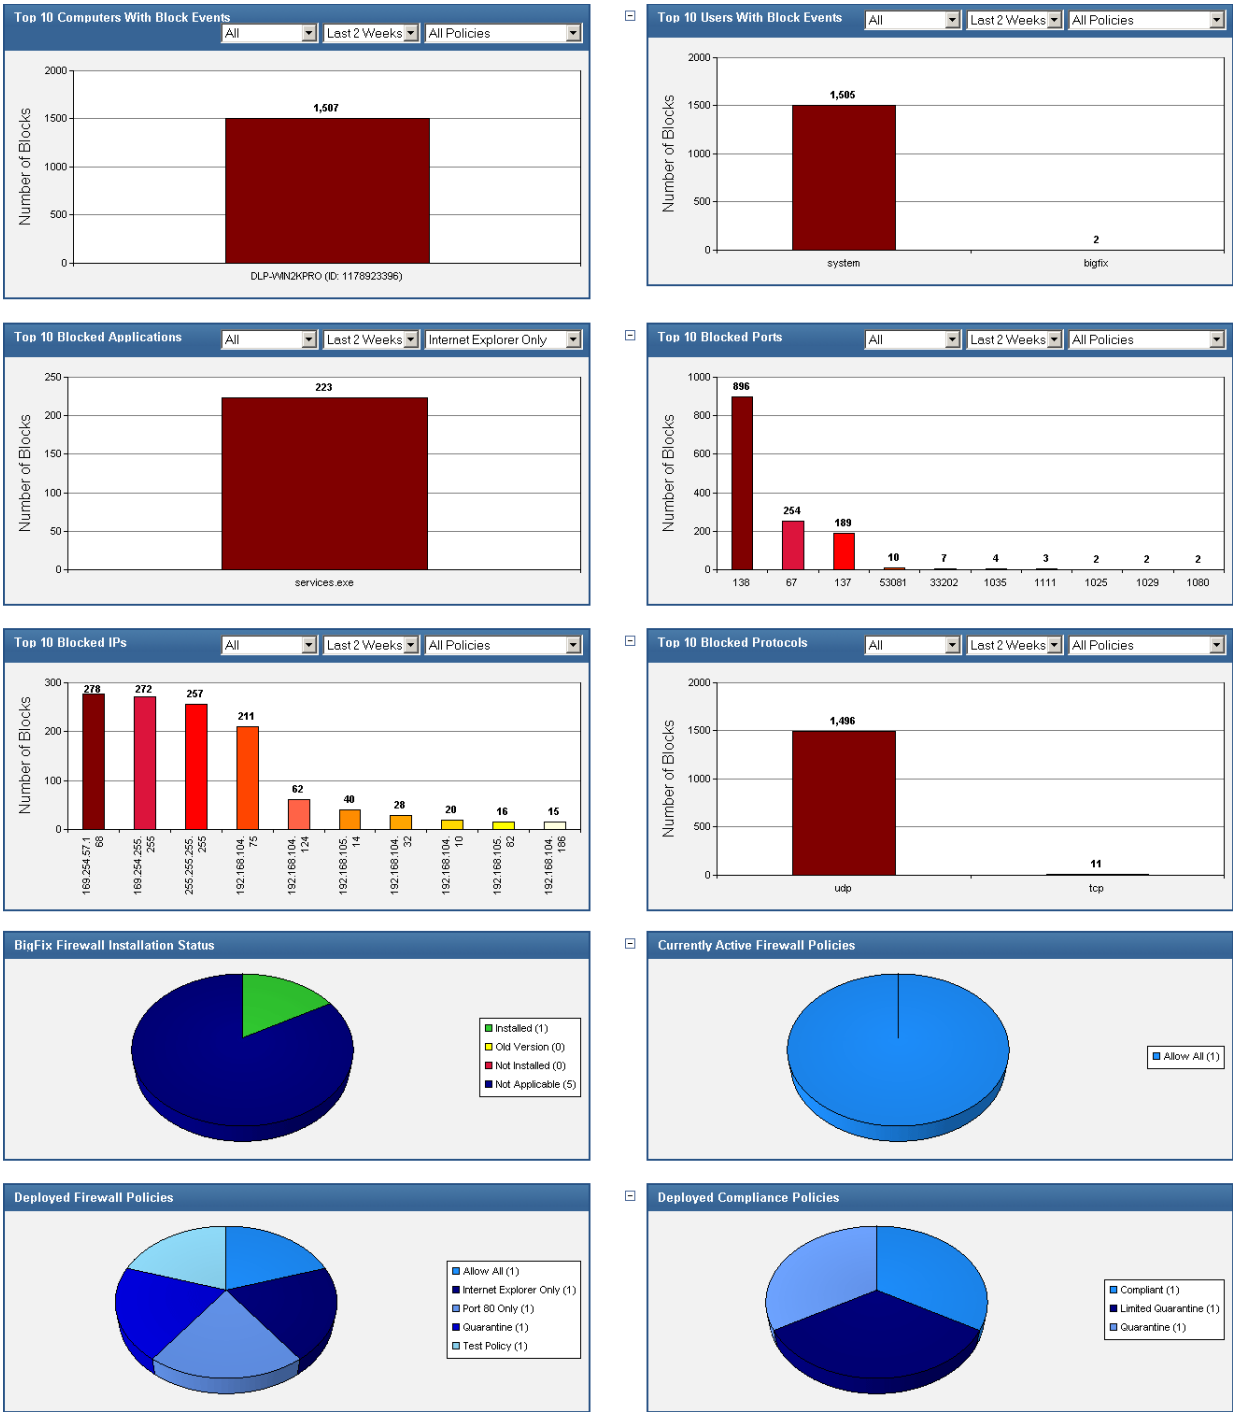 Top 10 Computers With Block Events
All Last 2 Weeks All Policies
2000
1500
1000
500
0
Number of Blocks
1,507
DLP-WIN2KPRO (ID: 1178923396)
Top 10 Users With Block Events All Last 2 Weeks All Policies
2000
1500
1000
500
0
Number of Blocks
1,505
2
system bigfix
Top 10 Blocked Applications All Last 2 Weeks Internet Explorer Only
250
200
150
100
50
0
Number of Blocks
223
services.exe
Top 10 Blocked Ports All Last 2 Weeks All Policies
1000
800
600
400
200
0
Number of Blocks
896
254
189
10 7 4 3 2 2 2
138 67 137 53081 33202 1035 1111 1025 1029 1080
Top 10 Blocked IPs All Last 2 Weeks All Policies
300
200
100
0
Number of Blocks
278 272 257 211 62 40 28 20 16 15
169.254.57.1
68
169.254.255.
255
255.255.255.
255
192.168.104.
75
192.168.104.
124
192.168.105.
14
192.168.104.
32
192.168.104.
10
192.168.105.
82
192.168.104.
186
Top 10 Blocked Protocols All Last 2 Weeks All Policies
2000
1500
1000
500
0
Number of Blocks
1,496
11
udp tcp
BigFix Firewall Installation Status
Installed (1)
Old Version (0)
Not Installed (0)
Not Applicable (5)
Currently Active Firewall Policies
Allow All (1)
Deployed Firewall Policies
Allow All (1)
Internet Explorer Only (1)
Port 80 Only (1)
Quarantine (1)
Test Policy (1)
Deployed Compliance Policies
Compliant (1)
Limited Quarantine (1)
Quarantine (1)